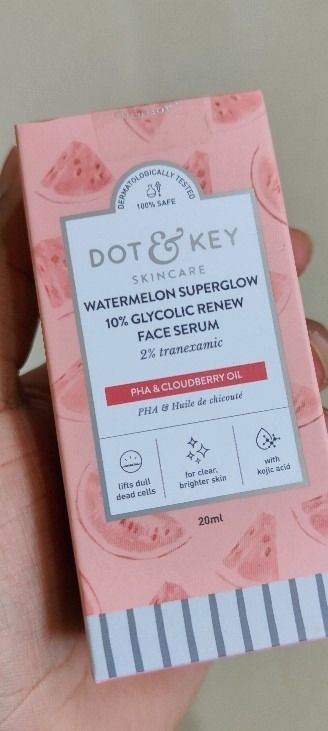 DERMATOLOGICALLY TESTED
100% SAFE
DOT & KEY
SKINCARE
WATERMELON SUPERGLOW
10% GLYCOLIC RENEW
FACE SERUM
2% tranexamic
PHA & CLOUDBERRY OIL
PHA & Huile de chicouté
lifts dull
dead cells
for clear,
brighter skin
with
kojic acid
20ml